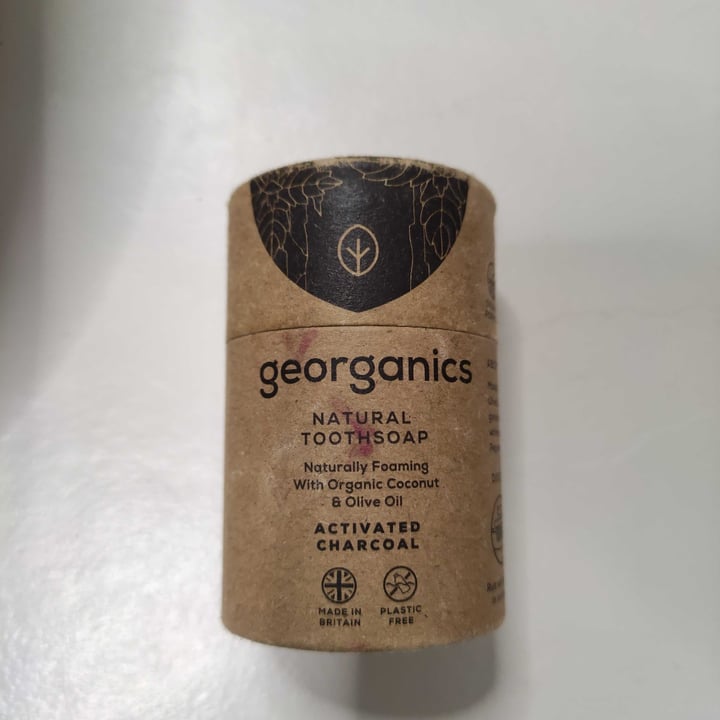 georganics
NATURAL
TOOTHSOAP
Naturally Foaming
With Organic Coconut
& Olive Oil
ACTIVATED
CHARCOAL
MADE IN
BRITAIN
PLASTIC
FREE